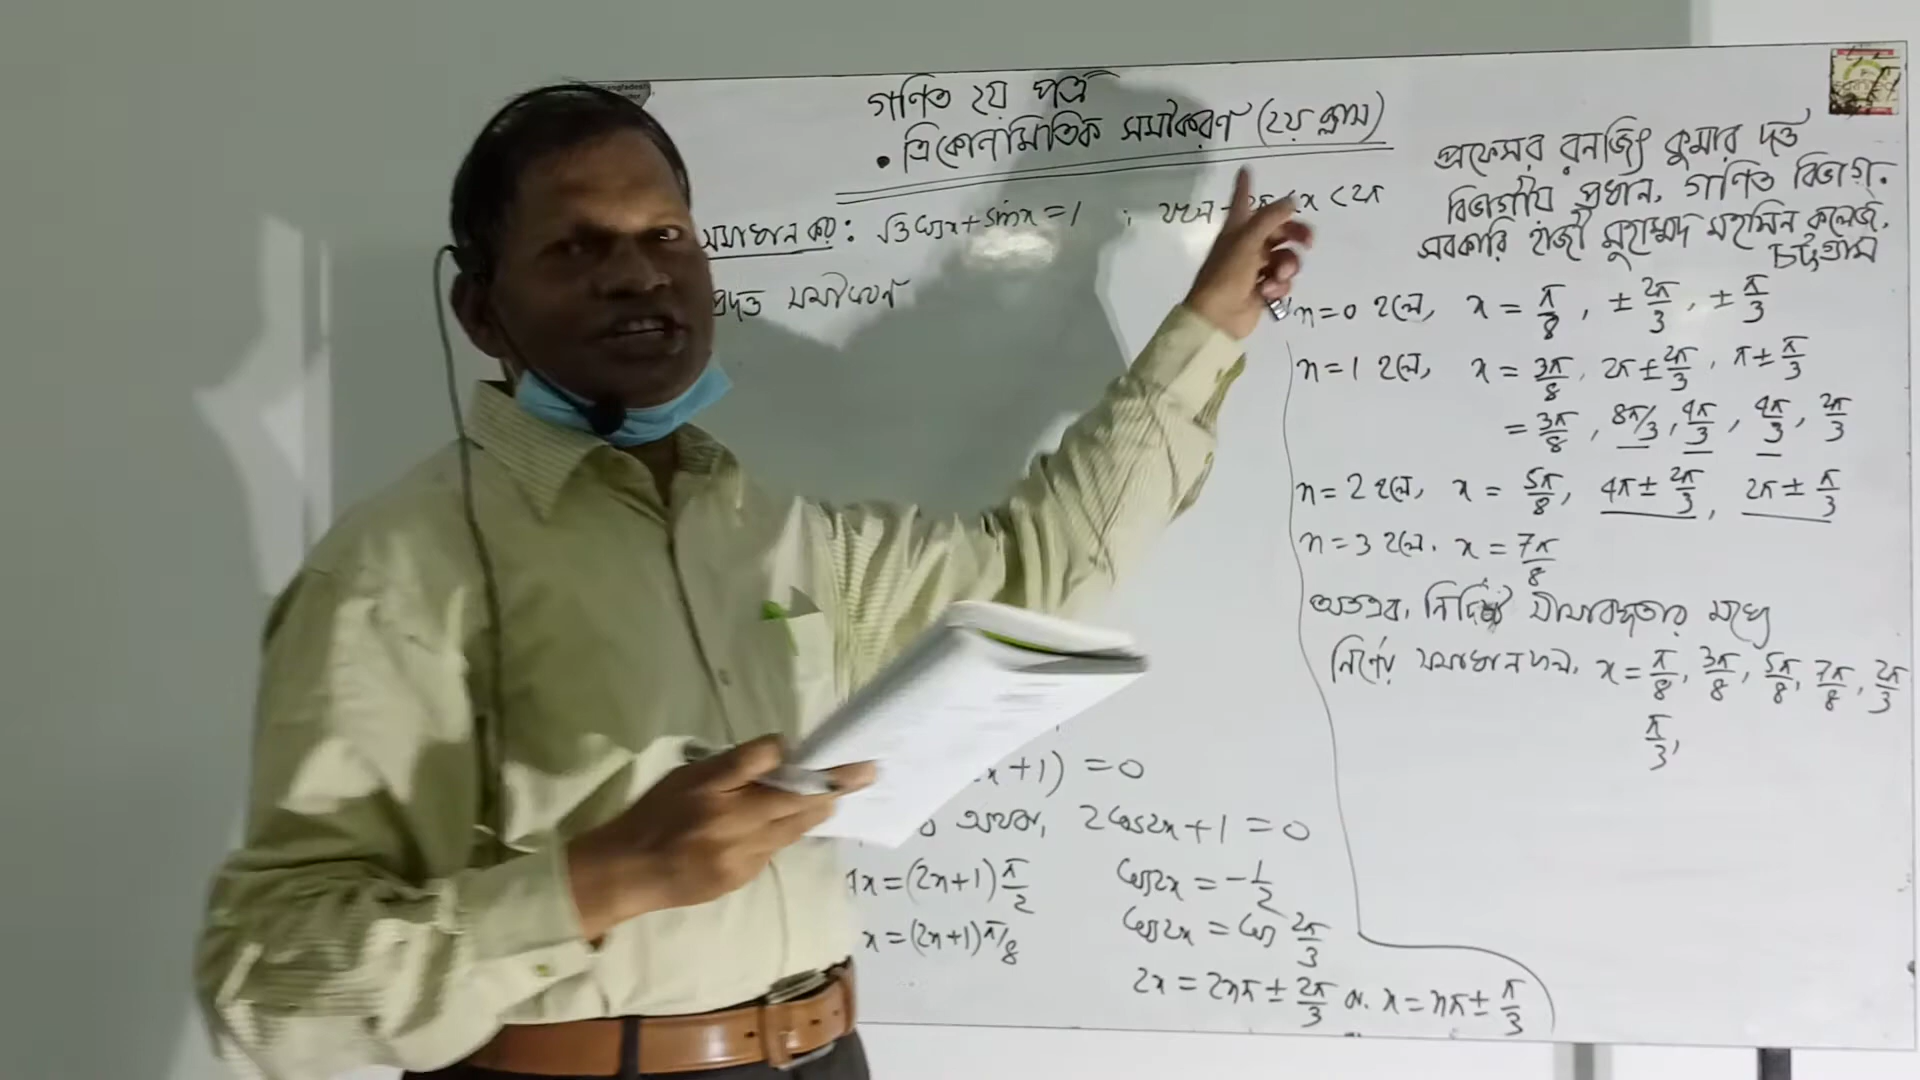 গণিত ২য় পত্র
• ত্রিকোনমিতিক সমীকরণ (২য় ক্লাস)
সমাধান কর: √3 cosx + sinx = 1 ; যখন -2π < x < 2π
প্রদত্ত সমীকরণ
x+1) = 0
অথবা, 2cos2x + 1 = 0
4x = (2n+1) π/2
cos2x = -1/2
x = (2n+1) π/8
cos2x = cos 2π/3
2x = 2nπ ± 2π/3 or. x = nπ ± π/3
প্রফেসর রনজিৎ কুমার দত্ত
বিভাগীয় প্রধান, গণিত বিভাগ.
সরকারি হাজী মুহাম্মদ মহসিন কলেজ,
চট্টগ্রাম
n=0 হলে, x = π/8, ± 2π/3, ± π/3
n=1 হলে, x = 3π/8, 2π ± 2π/3, π ± π/3
= 3π/8, 8π/3, 4π/3, 4π/3, 2π/3
n=2 হলে, x = 5π/8, 4π ± 2π/3, 2π ± π/3
n=3 হলে. x = 7π/8
অতএব, নির্দিষ্ট সীমাবদ্ধতার মধ্যে
নির্ণেয় সমাধান x = π/8, 3π/8, 5π/8, 7π/8, 2π/3
π/3,